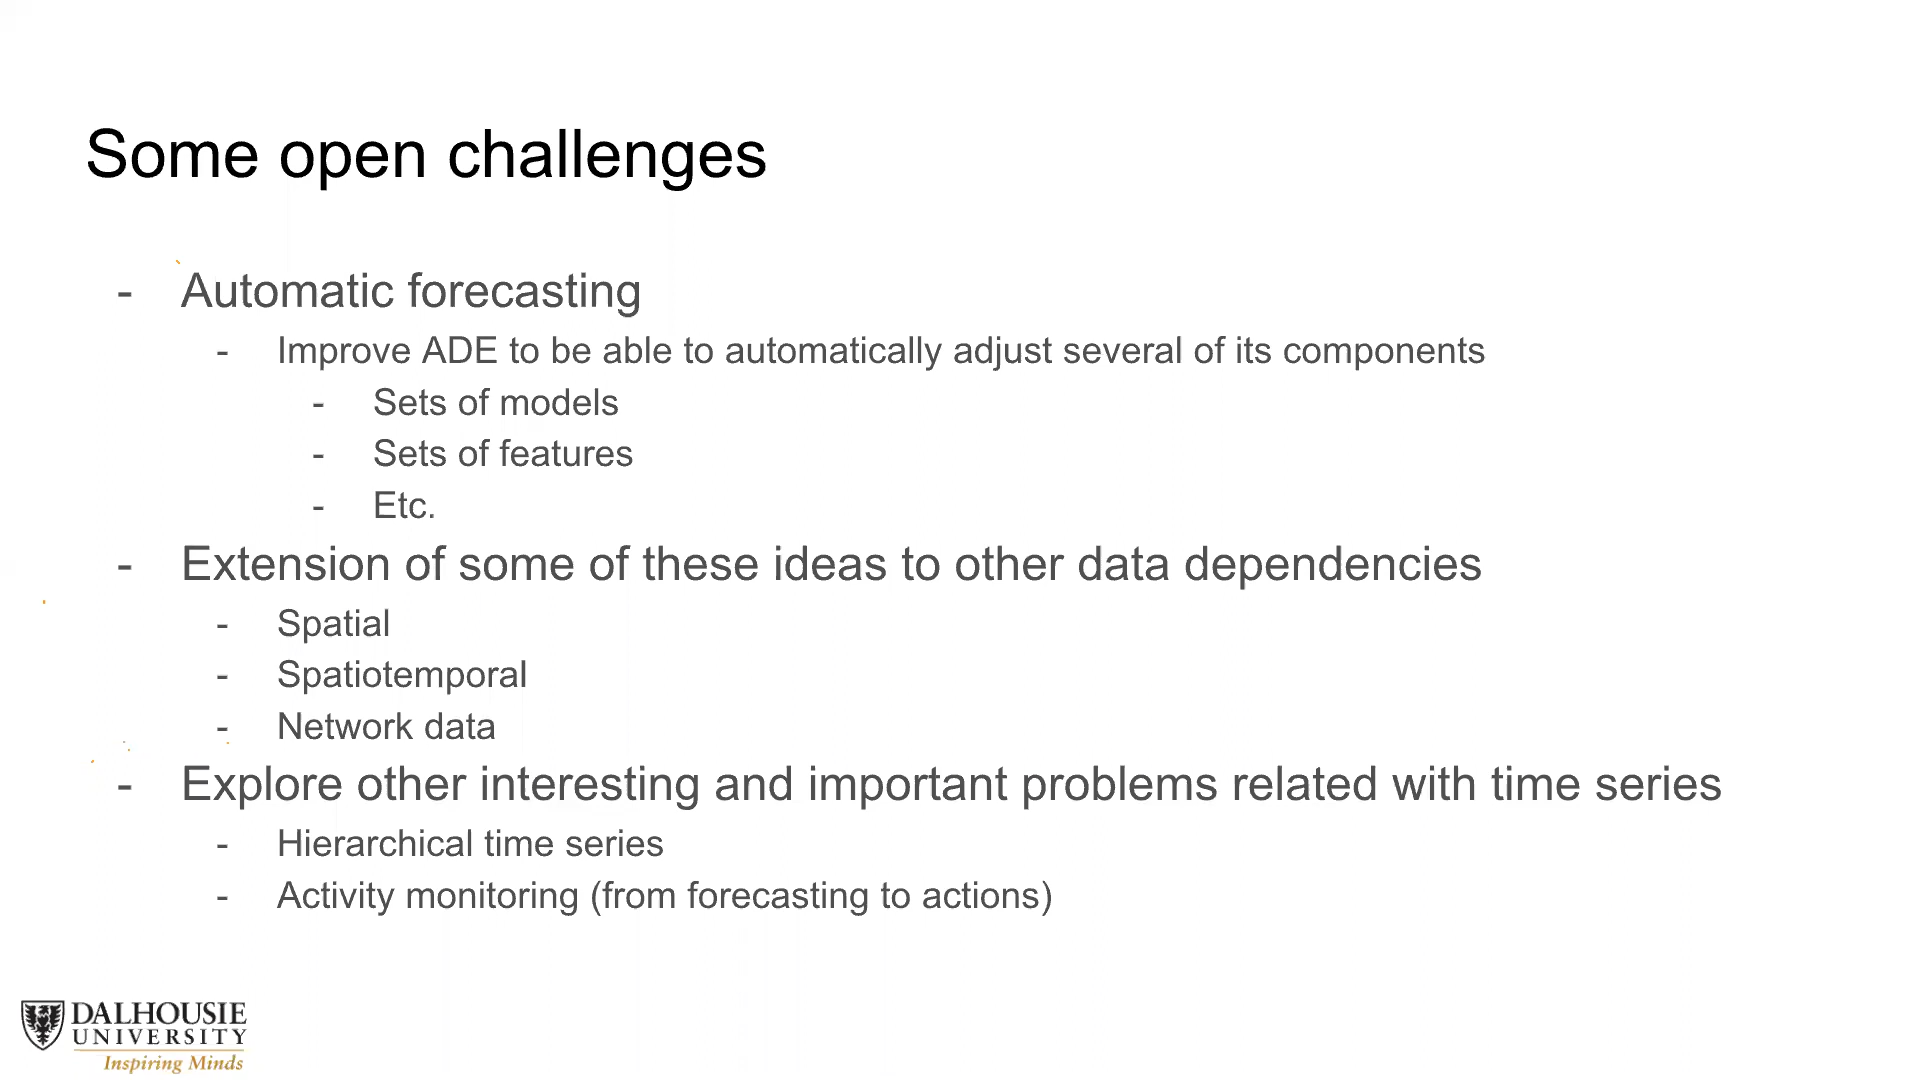 Some open challenges
- Automatic forecasting
- Improve ADE to be able to automatically adjust several of its components
- Sets of models
- Sets of features
- Etc.
- Extension of some of these ideas to other data dependencies
- Spatial
- Spatiotemporal
- Network data
- Explore other interesting and important problems related with time series
- Hierarchical time series
- Activity monitoring (from forecasting to actions)
DALHOUSIE
UNIVERSITY
Inspiring Minds